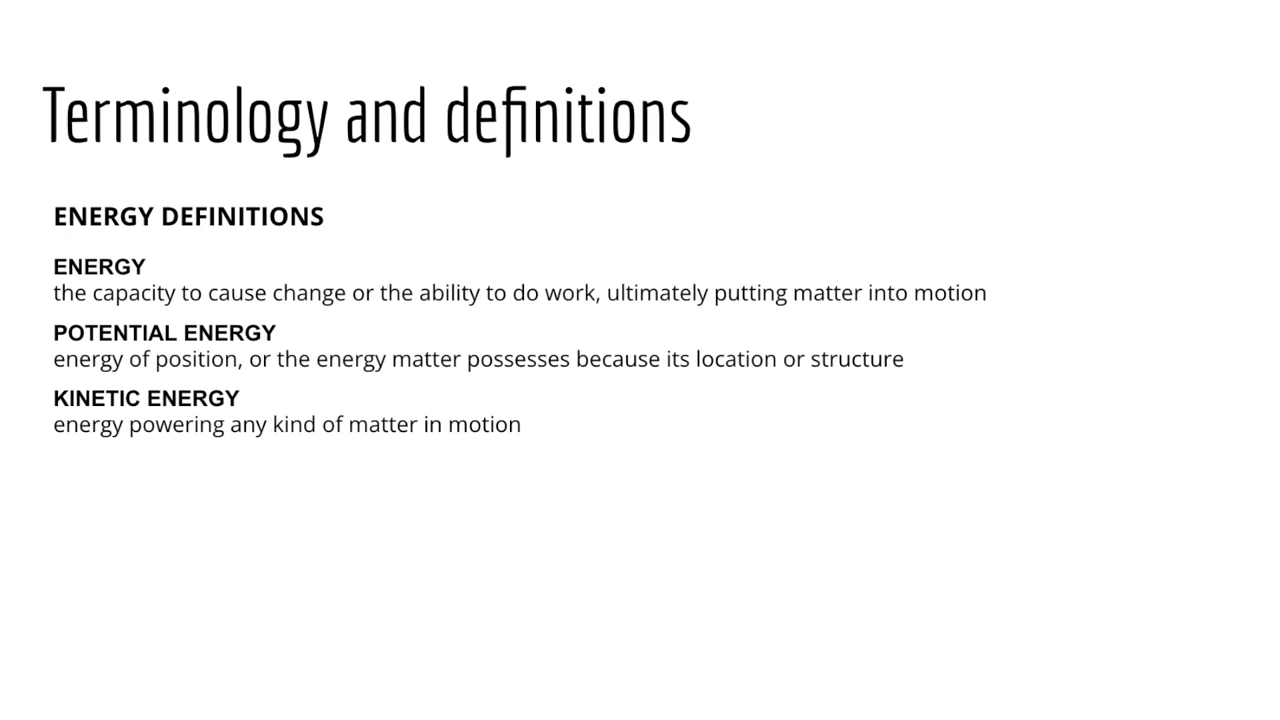 Terminology and definitions
ENERGY DEFINITIONS
ENERGY
the capacity to cause change or the ability to do work, ultimately putting matter into motion
POTENTIAL ENERGY
energy of position, or the energy matter possesses because its location or structure
KINETIC ENERGY
energy powering any kind of matter in motion